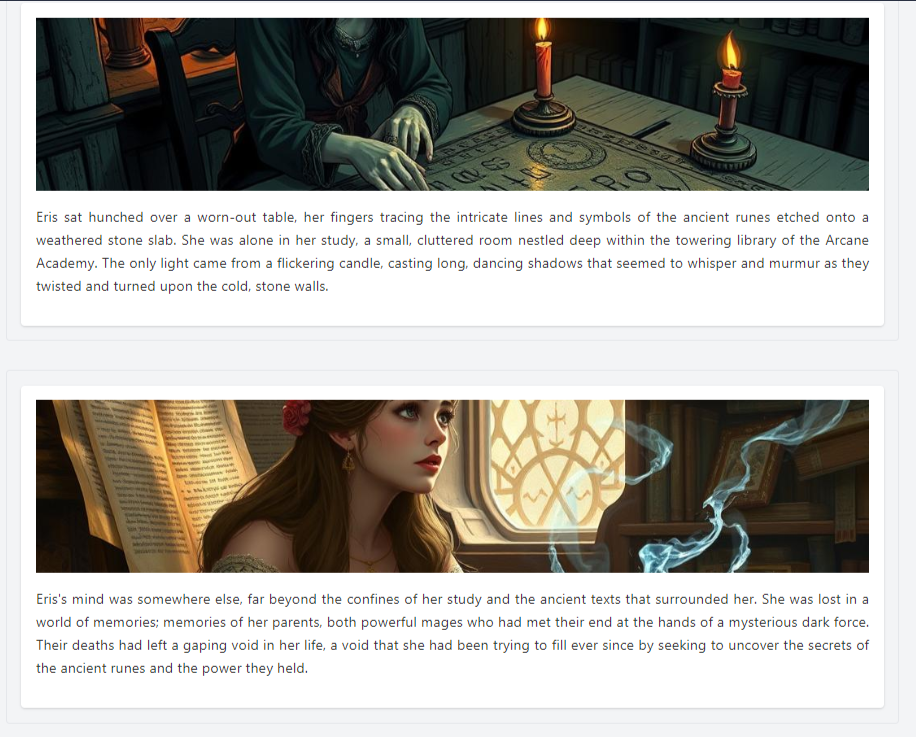 Eris sat hunched over a worn-out table, her fingers tracing the intricate lines and symbols of the ancient runes etched onto a
weathered stone slab. She was alone in her study, a small, cluttered room nestled deep within the towering library of the Arcane
Academy. The only light came from a flickering candle, casting long, dancing shadows that seemed to whisper and murmur as they
twisted and turned upon the cold, stone walls.
Eris's mind was somewhere else, far beyond the confines of her study and the ancient texts that surrounded her. She was lost in a
world of memories; memories of her parents, both powerful mages who had met their end at the hands of a mysterious dark force.
Their deaths had left a gaping void in her life, a void that she had been trying to fill ever since by seeking to uncover the secrets of
the ancient runes and the power they held.